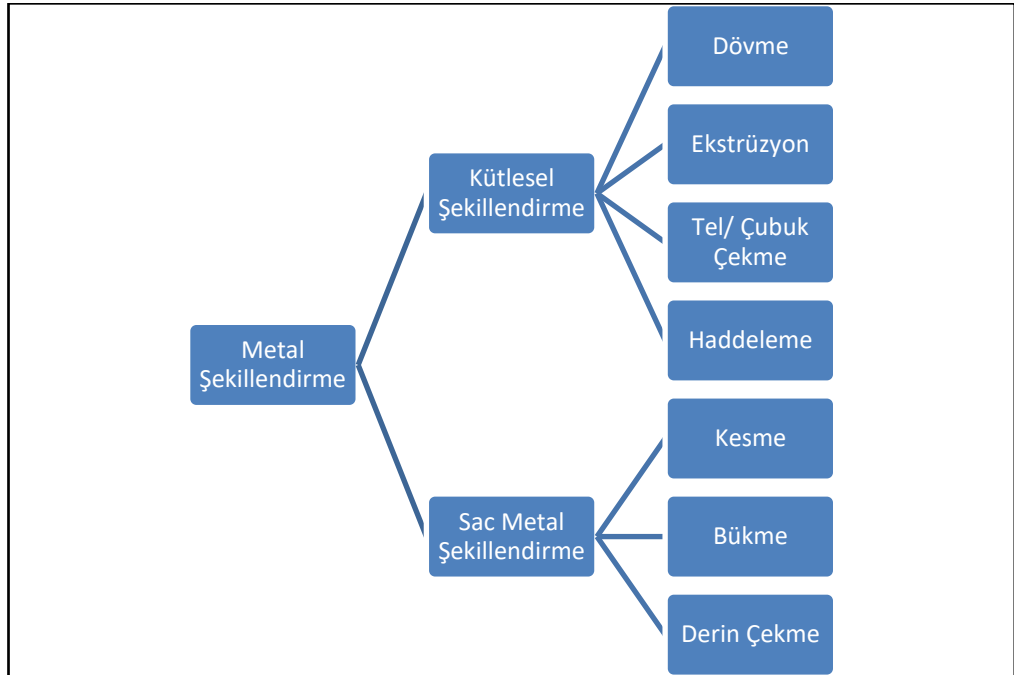 Metal
Şekillendirme
Kütlesel
Şekillendirme
Dövme
Ekstrüzyon
Tel/ Çubuk
Çekme
Haddeleme
Sac Metal
Şekillendirme
Kesme
Bükme
Derin Çekme